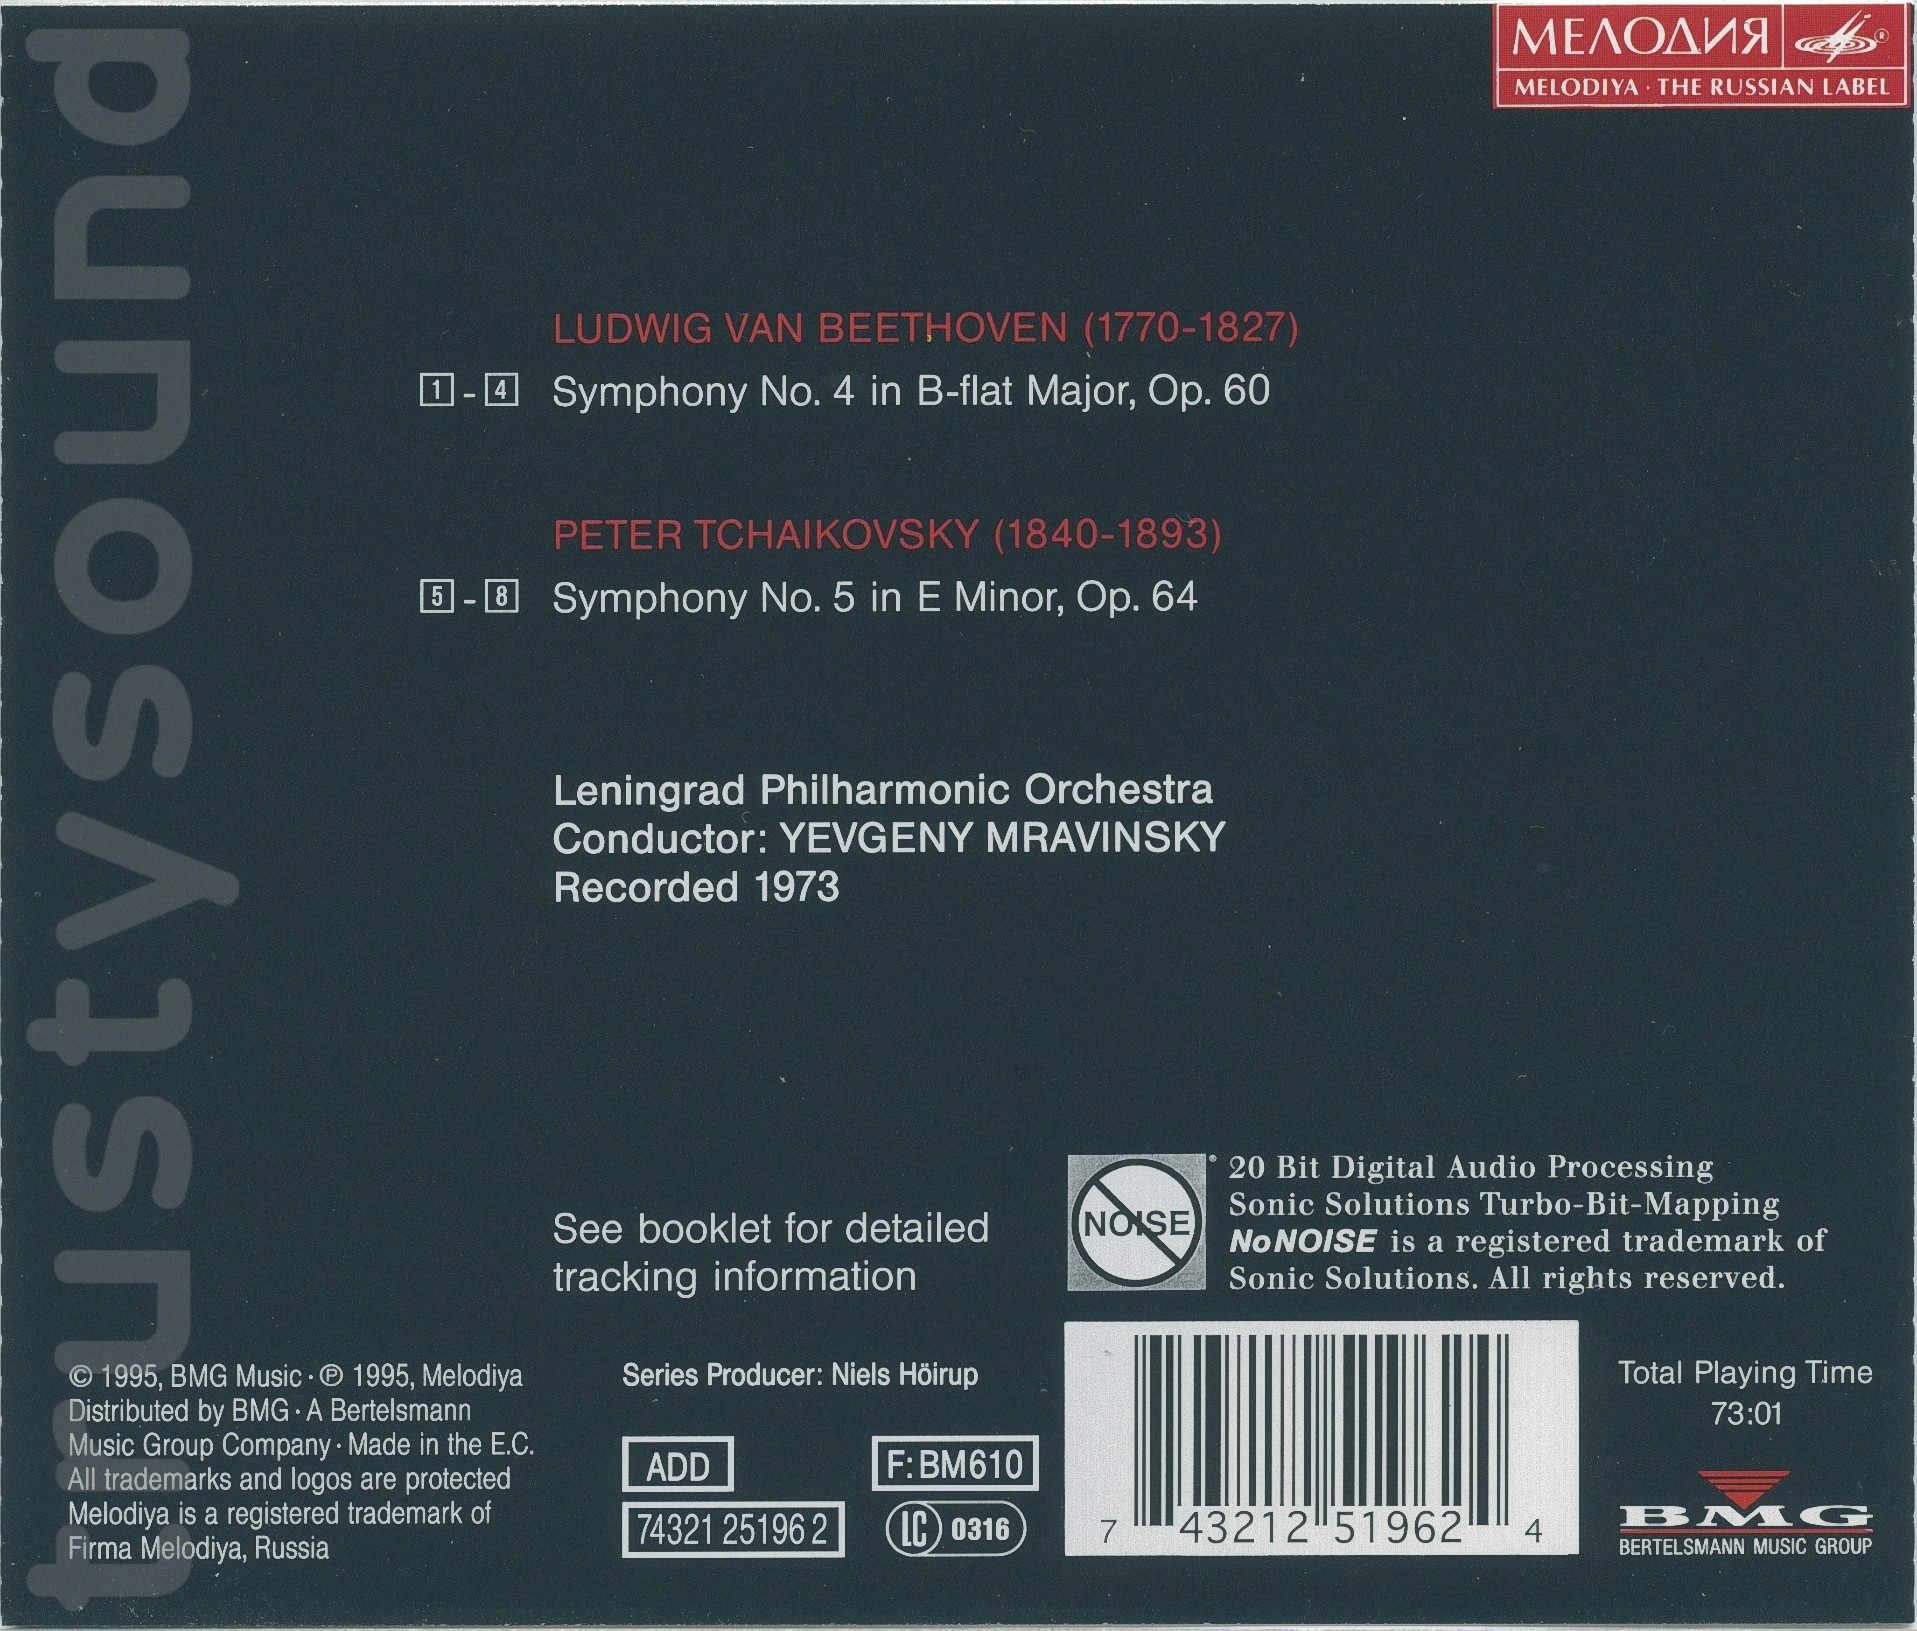 МЕЛОДИЯ
MELODIYA · THE RUSSIAN LABEL
trustysound
LUDWIG VAN BEETHOVEN (1770-1827)
1 - 4 Symphony No. 4 in B-flat Major, Op. 60
PETER TCHAIKOVSKY (1840-1893)
5 - 8 Symphony No. 5 in E Minor, Op. 64
Leningrad Philharmonic Orchestra
Conductor: YEVGENY MRAVINSKY
Recorded 1973
See booklet for detailed
tracking information
NOISE
20 Bit Digital Audio Processing
Sonic Solutions Turbo-Bit-Mapping
NoNOISE is a registered trademark of
Sonic Solutions. All rights reserved.
© 1995, BMG Music · ℗ 1995, Melodiya
Distributed by BMG · A Bertelsmann
Music Group Company · Made in the E.C.
All trademarks and logos are protected
Melodiya is a registered trademark of
Firma Melodiya, Russia
Series Producer: Niels Höirup
ADD
F: BM610
74321 25196 2
LC 0316
7 43212 51962 4
Total Playing Time
73:01
BMG
BERTELSMANN MUSIC GROUP